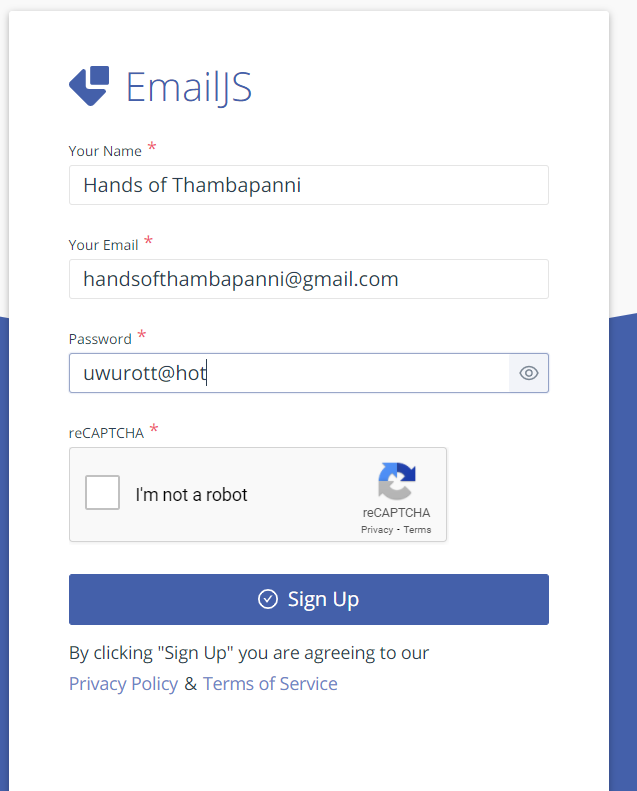 EmailJS
Your Name *
Hands of Thambapanni
Your Email *
handsofthambapanni@gmail.com
Password *
uwurott@hot
reCAPTCHA *
I'm not a robot
reCAPTCHA
Privacy - Terms
Sign Up
By clicking "Sign Up" you are agreeing to our
Privacy Policy & Terms of Service